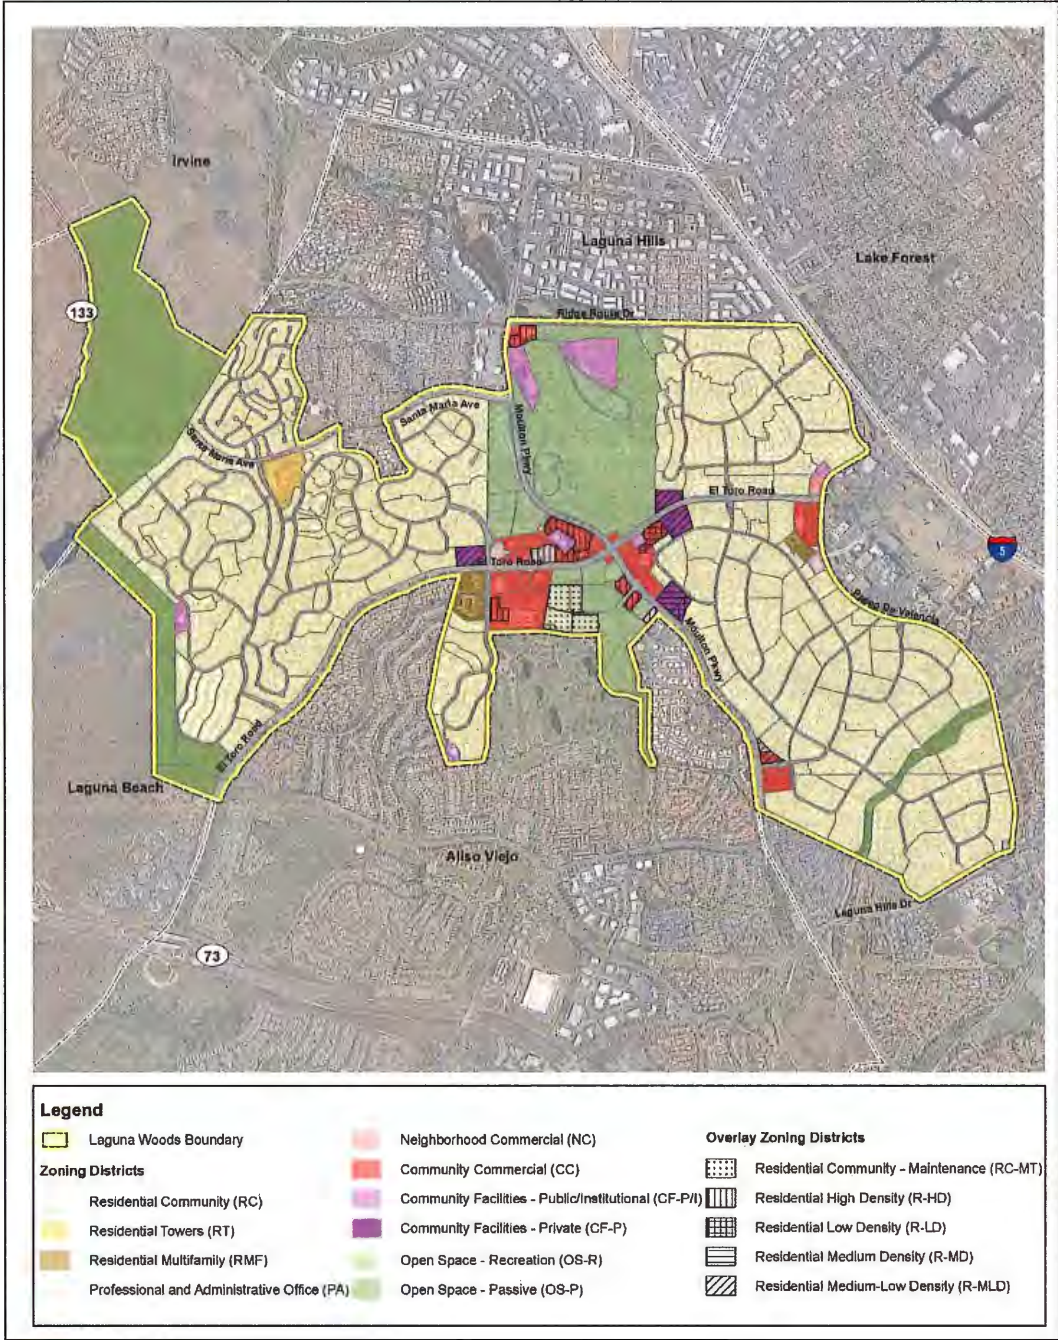 Irvine
Laguna Hills
Lake Forest
133
Ridge Route Dr
Santa Maria Ave
Moulton Pkwy
Santa Maria Ave
El Toro Road
El Toro Road
5
Paseo De Valencia
Moulton Pkwy
El Toro Road
Laguna Beach
Aliso Viejo
Laguna Hills Dr
73
Legend
Laguna Woods Boundary
Zoning Districts
Residential Community (RC)
Residential Towers (RT)
Residential Multifamily (RMF)
Professional and Administrative Office (PA)
Neighborhood Commercial (NC)
Community Commercial (CC)
Community Facilities - Public/Institutional (CF-P/I)
Community Facilities - Private (CF-P)
Open Space - Recreation (OS-R)
Open Space - Passive (OS-P)
Overlay Zoning Districts
Residential Community - Maintenance (RC-MT)
Residential High Density (R-HD)
Residential Low Density (R-LD)
Residential Medium Density (R-MD)
Residential Medium-Low Density (R-MLD)